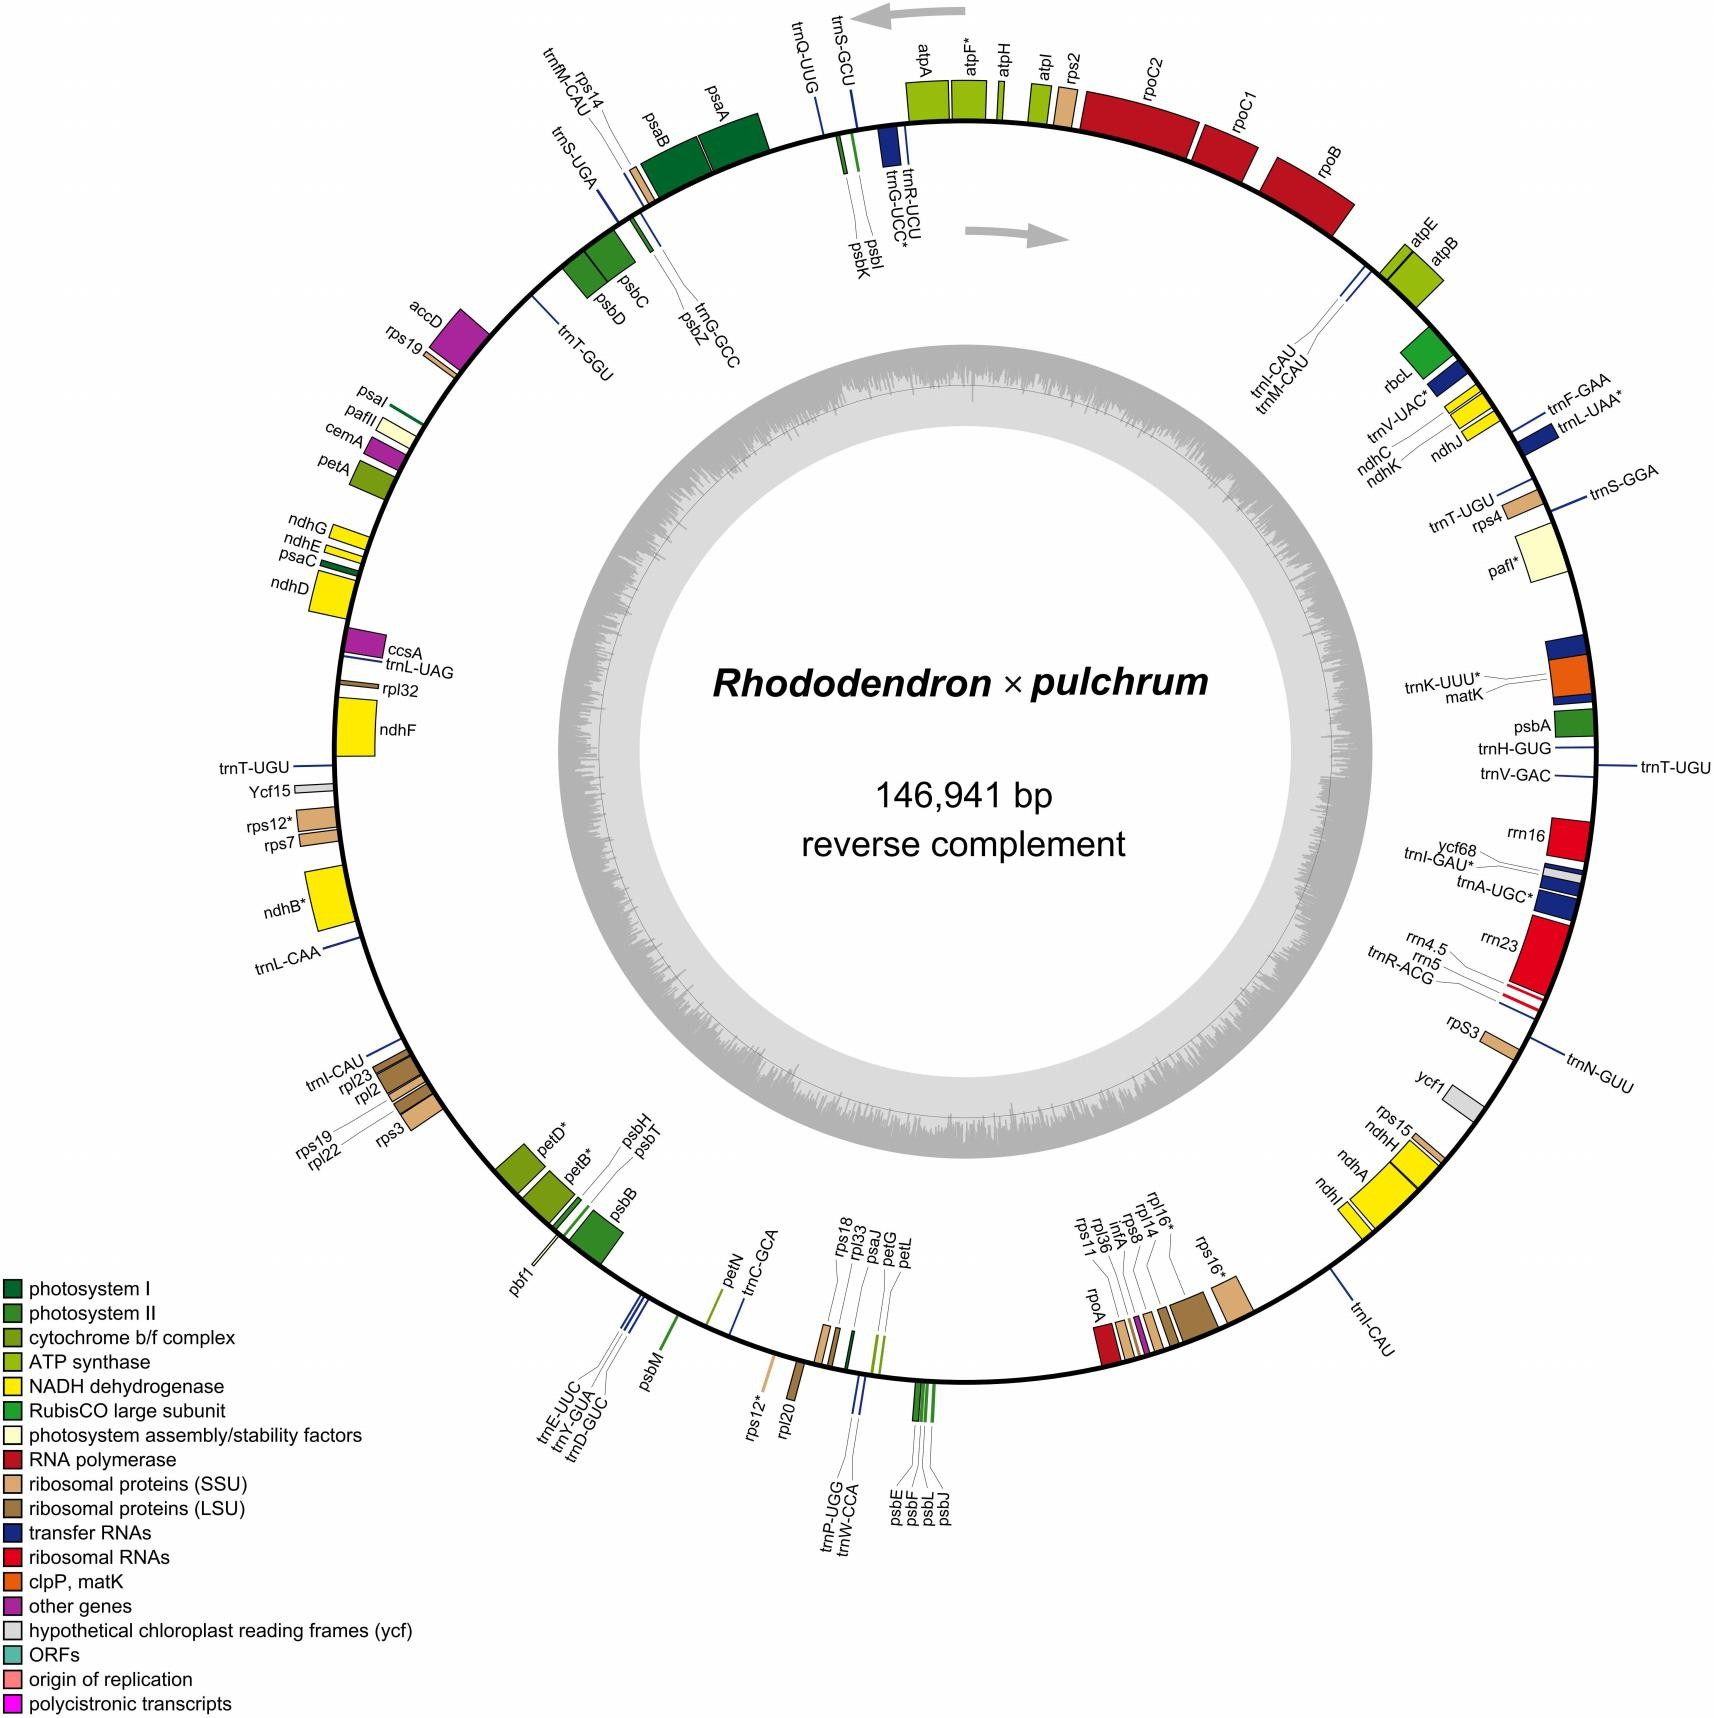 trnQ-UUG
trnS-GCU
atpA
atpF*
atpH
atpI
rps2
rpoC2
rpoC1
rpoB
atpE
atpB
trnF-GAA
trnL-UAA*
trnS-GGA
trnT-UGU
trnN-GUU
trnI-CAU
psbJ
psbL
psbF
psbE
trnW-CCA
trnP-UGG
rpl20
rps12*
psbM
trnD-GUC
trnY-GUA
trnE-UUC
pbf1
rps3
rpl22
rps19
rpl2
rpl23
trnI-CAU
trnL-CAA
ndhB*
rps7
rps12*
Ycf15
trnT-UGU
ndhD
psaC
ndhE
ndhG
petA
cemA
pafII
psaI
rps19
accD
trnS-UGA
trnfM-CAU
rps14
psaB
psaA
psbK
psbI
trnG-UCC*
trnR-UCU
trnI-CAU
trnM-CAU
rbcL
trnV-UAC*
ndhC
ndhK
ndhJ
trnT-UGU
rps4
pafI*
trnK-UUU*
matK
psbA
trnH-GUG
trnV-GAC
rrn16
ycf68
trnI-GAU*
trnA-UGC*
rrn23
rrn4.5
rrn5
trnR-ACG
rpS3
ycf1
rps15
ndhH
ndhA
ndhI
rps16*
rpl16*
rpl14
rps8
infA
rpl36
rps11
rpoA
petL
petG
psaJ
rpl33
rps18
trnC-GCA
petN
psbB
psbT
psbH
petB*
petD*
ndhF
rpl32
trnL-UAG
ccsA
trnT-GGU
psbD
psbC
psbZ
trnG-GCC
Rhododendron × pulchrum
146,941 bp
reverse complement
photosystem I
photosystem II
cytochrome b/f complex
ATP synthase
NADH dehydrogenase
RubisCO large subunit
photosystem assembly/stability factors
RNA polymerase
ribosomal proteins (SSU)
ribosomal proteins (LSU)
transfer RNAs
ribosomal RNAs
clpP, matK
other genes
hypothetical chloroplast reading frames (ycf)
ORFs
origin of replication
polycistronic transcripts